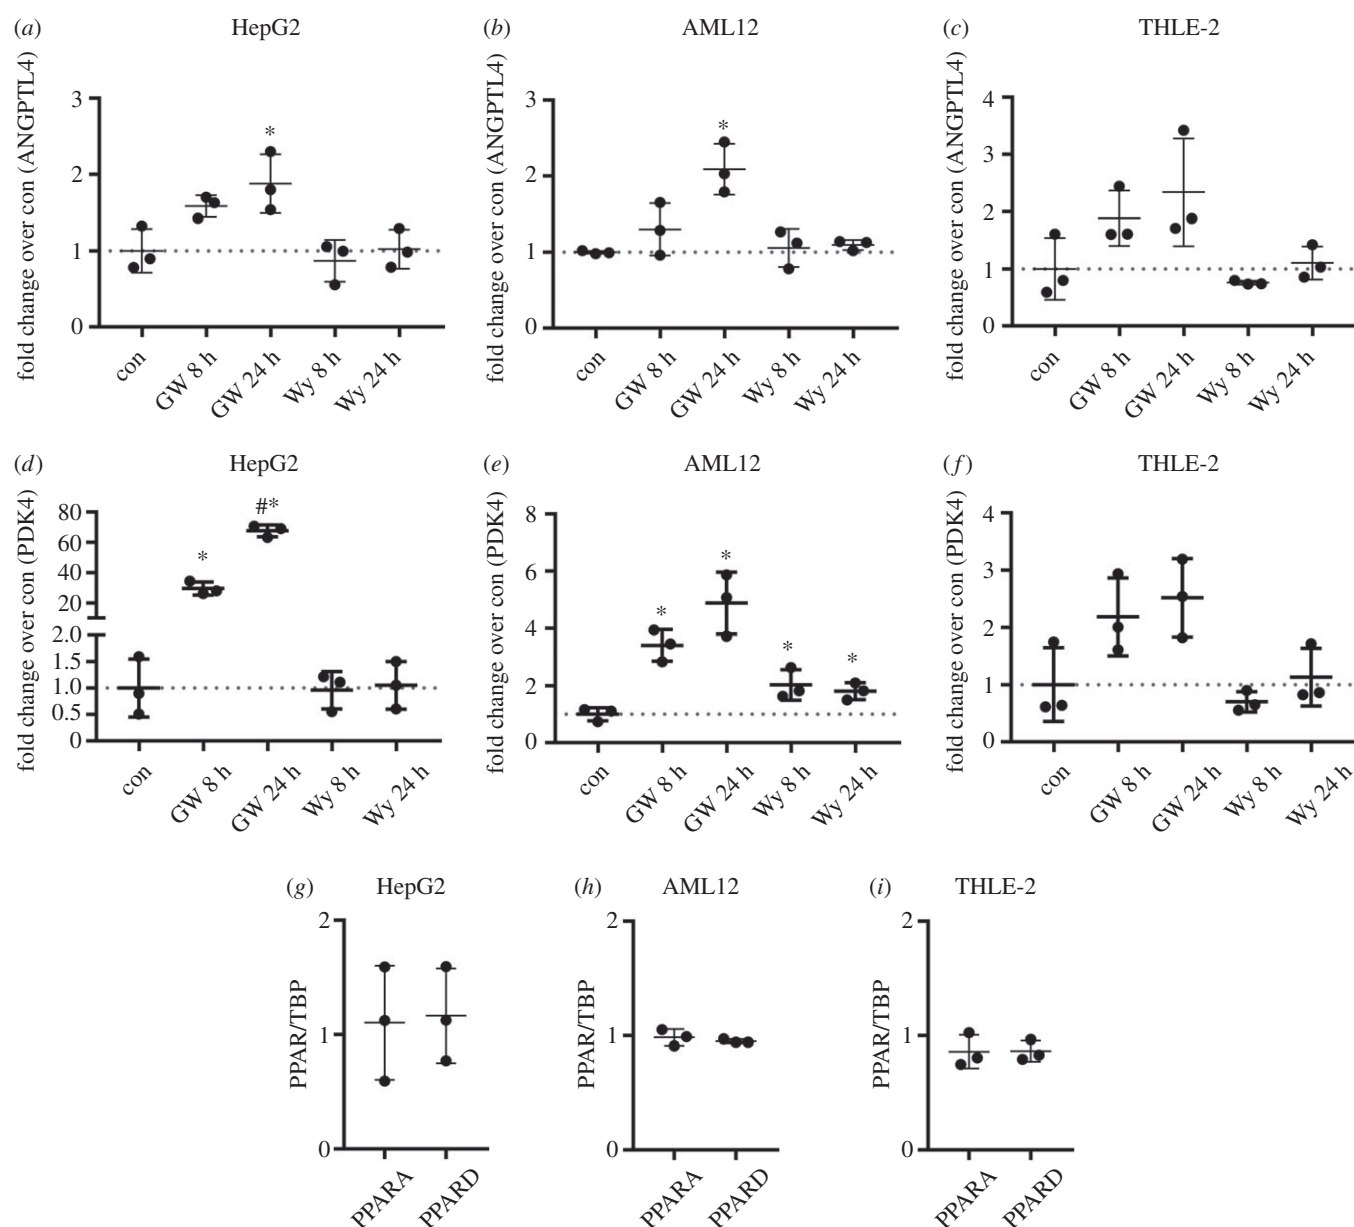 (a) HepG2
fold change over con (ANGPTL4)
3
2
1
0
*
con
GW 8 h
GW 24 h
Wy 8 h
Wy 24 h
(b) AML12
fold change over con (ANGPTL4)
3
2
1
0
*
con
GW 8 h
GW 24 h
Wy 8 h
Wy 24 h
(c) THLE-2
fold change over con (ANGPTL4)
4
3
2
1
0
con
GW 8 h
GW 24 h
Wy 8 h
Wy 24 h
(d) HepG2
fold change over con (PDK4)
80
60
40
20
2.0
1.5
1.0
0.5
0
*
#*
con
GW 8 h
GW 24 h
Wy 8 h
Wy 24 h
(e) AML12
fold change over con (PDK4)
8
6
4
2
0
*
*
*
*
con
GW 8 h
GW 24 h
Wy 8 h
Wy 24 h
(f) THLE-2
fold change over con (PDK4)
4
3
2
1
0
con
GW 8 h
GW 24 h
Wy 8 h
Wy 24 h
(g) HepG2
PPAR/TBP
2
1
0
PPARA
PPARD
(h) AML12
PPAR/TBP
2
1
0
PPARA
PPARD
(i) THLE-2
PPAR/TBP
2
1
0
PPARA
PPARD